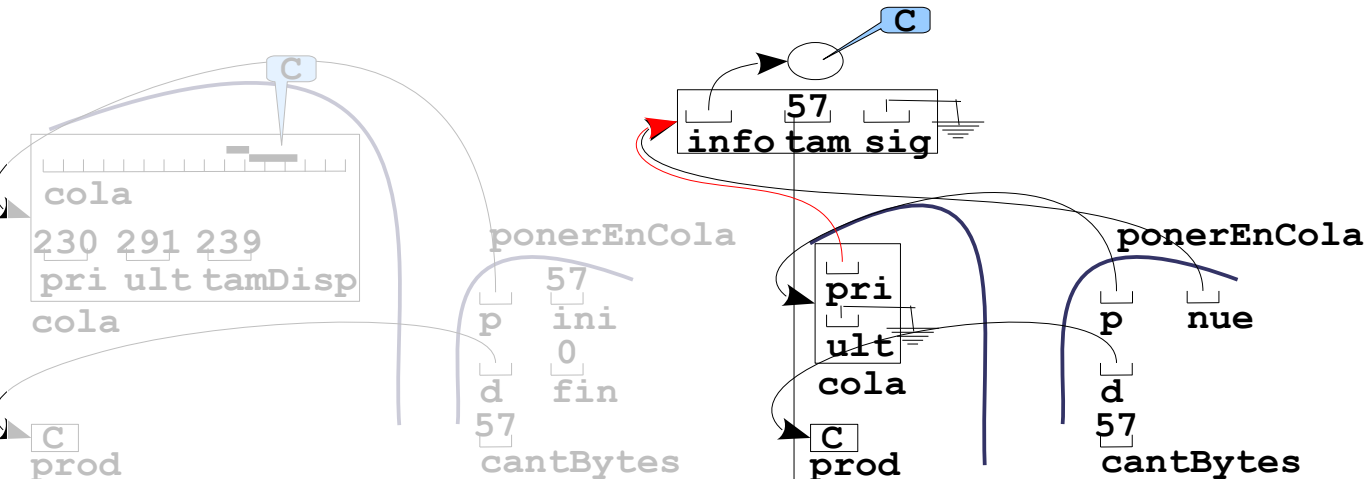 C
cola
230 291 239
pri ult tamDisp
cola
ponerEnCola
57
p ini
0
d fin
57
cantBytes
C
prod
C
57
info tam sig
ponerEnCola
pri
ult
cola
p nue
d
57
cantBytes
C
prod